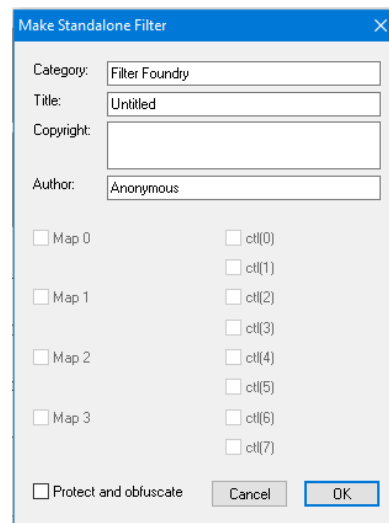 Make Standalone Filter
Category: Filter Foundry
Title: Untitled
Copyright:
Author: Anonymous
Map 0 ctl(0)
ctl(1)
Map 1 ctl(2)
ctl(3)
Map 2 ctl(4)
ctl(5)
Map 3 ctl(6)
ctl(7)
Protect and obfuscate Cancel OK